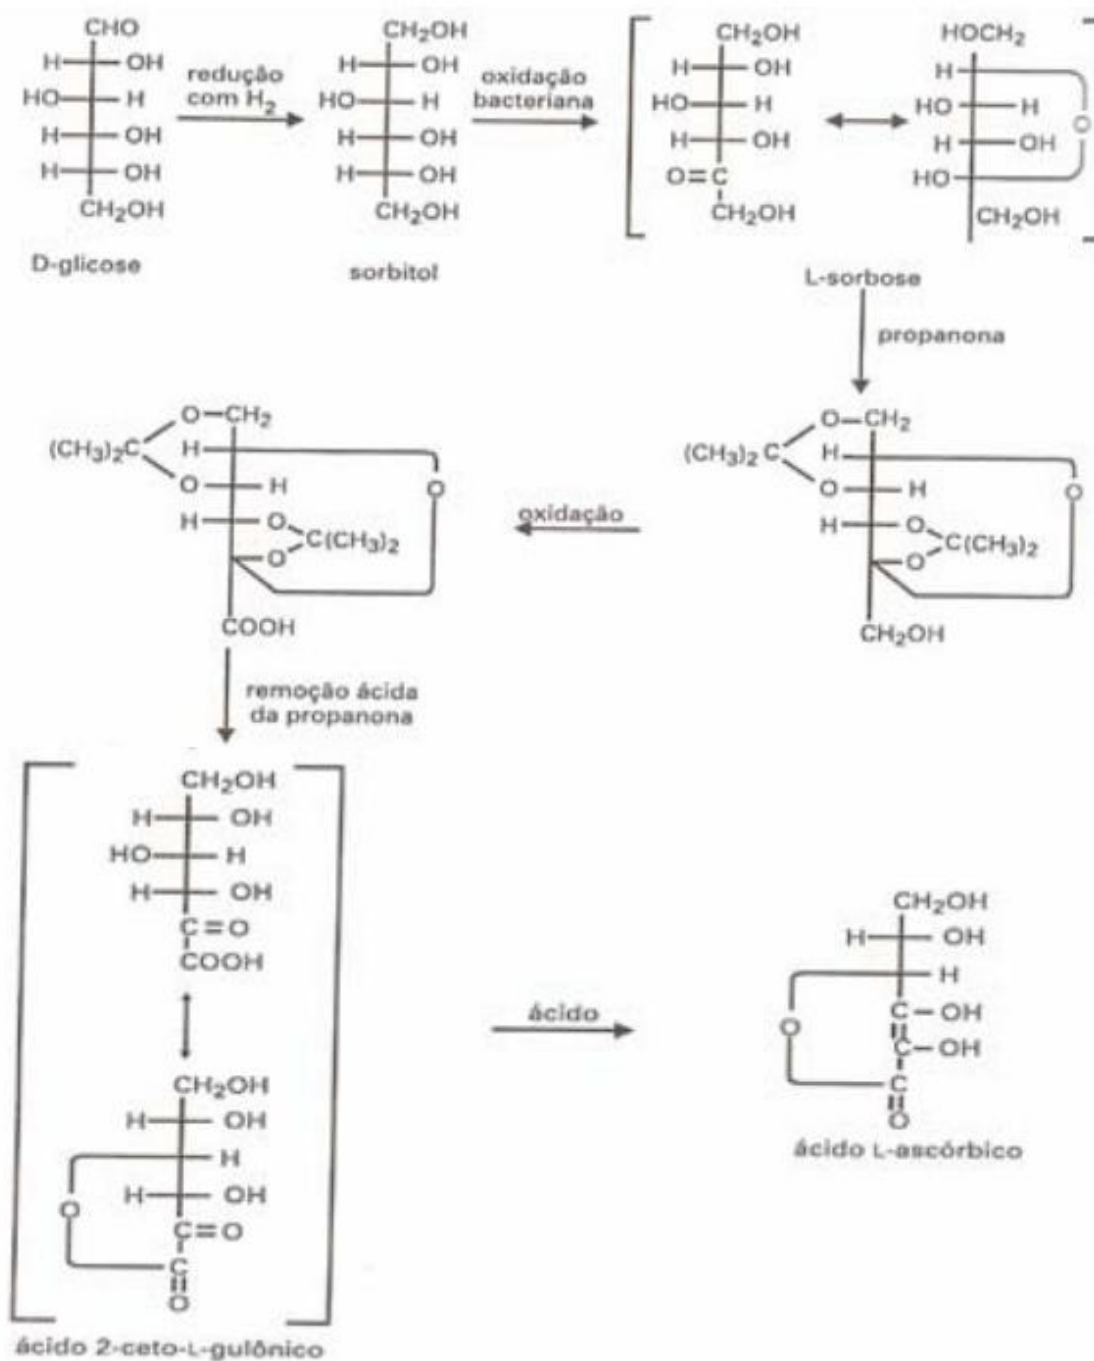 CHO
H OH
HO H
H OH
H OH
CH₂OH
D-glicose
redução
com H₂
CH₂OH
H OH
HO H
H OH
H OH
CH₂OH
sorbitol
oxidação
bacteriana
CH₂OH
H OH
HO H
H OH
O=C
CH₂OH
HOCH₂
H
HO H
H OH
HO
O
CH₂OH
L-sorbose
propanona
O—CH₂
(CH₃)₂C
H
O H
H O
C(CH₃)₂
O
O
CH₂OH
oxidação
O—CH₂
(CH₃)₂C
H
O H
H O
C(CH₃)₂
O
O
COOH
remoção ácida
da propanona
CH₂OH
H OH
HO H
H OH
C=O
COOH
CH₂OH
H OH
H
H OH
O
C=O
C
O
ácido 2-ceto-L-gulônico
ácido
CH₂OH
H OH
H
C—OH
O
C—OH
C
O
ácido L-ascórbico